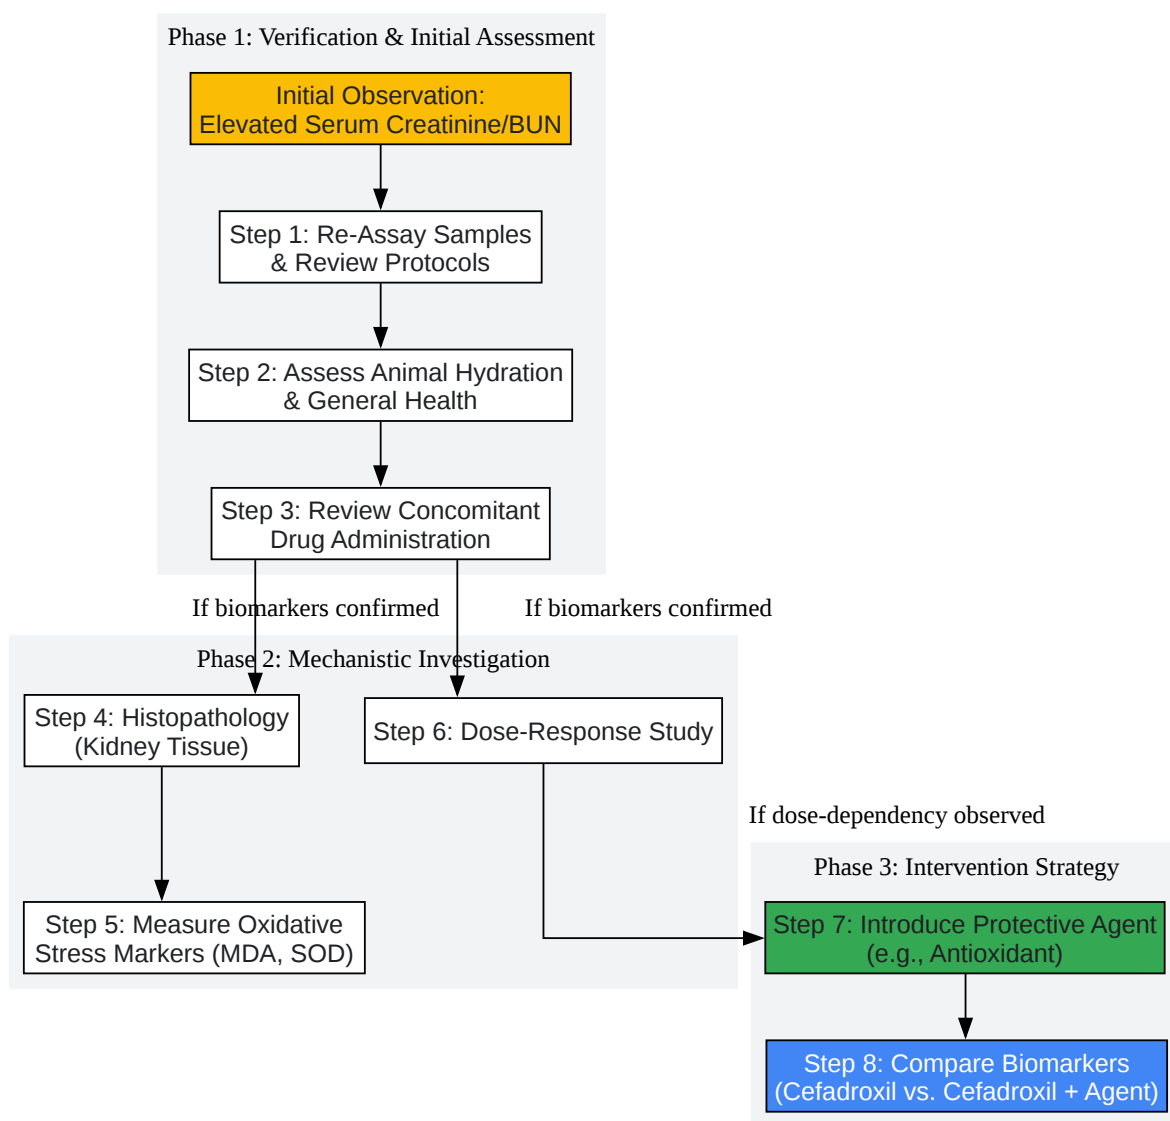 Phase 1: Verification & Initial Assessment
Initial Observation:
Elevated Serum Creatinine/BUN
Step 1: Re-Assay Samples
& Review Protocols
Step 2: Assess Animal Hydration
& General Health
Step 3: Review Concomitant
Drug Administration
If biomarkers confirmed
If biomarkers confirmed
Phase 2: Mechanistic Investigation
Step 4: Histopathology
(Kidney Tissue)
Step 6: Dose-Response Study
If dose-dependency observed
Phase 3: Intervention Strategy
Step 5: Measure Oxidative
Stress Markers (MDA, SOD)
Step 7: Introduce Protective Agent
(e.g., Antioxidant)
Step 8: Compare Biomarkers
(Cefadroxil vs. Cefadroxil + Agent)